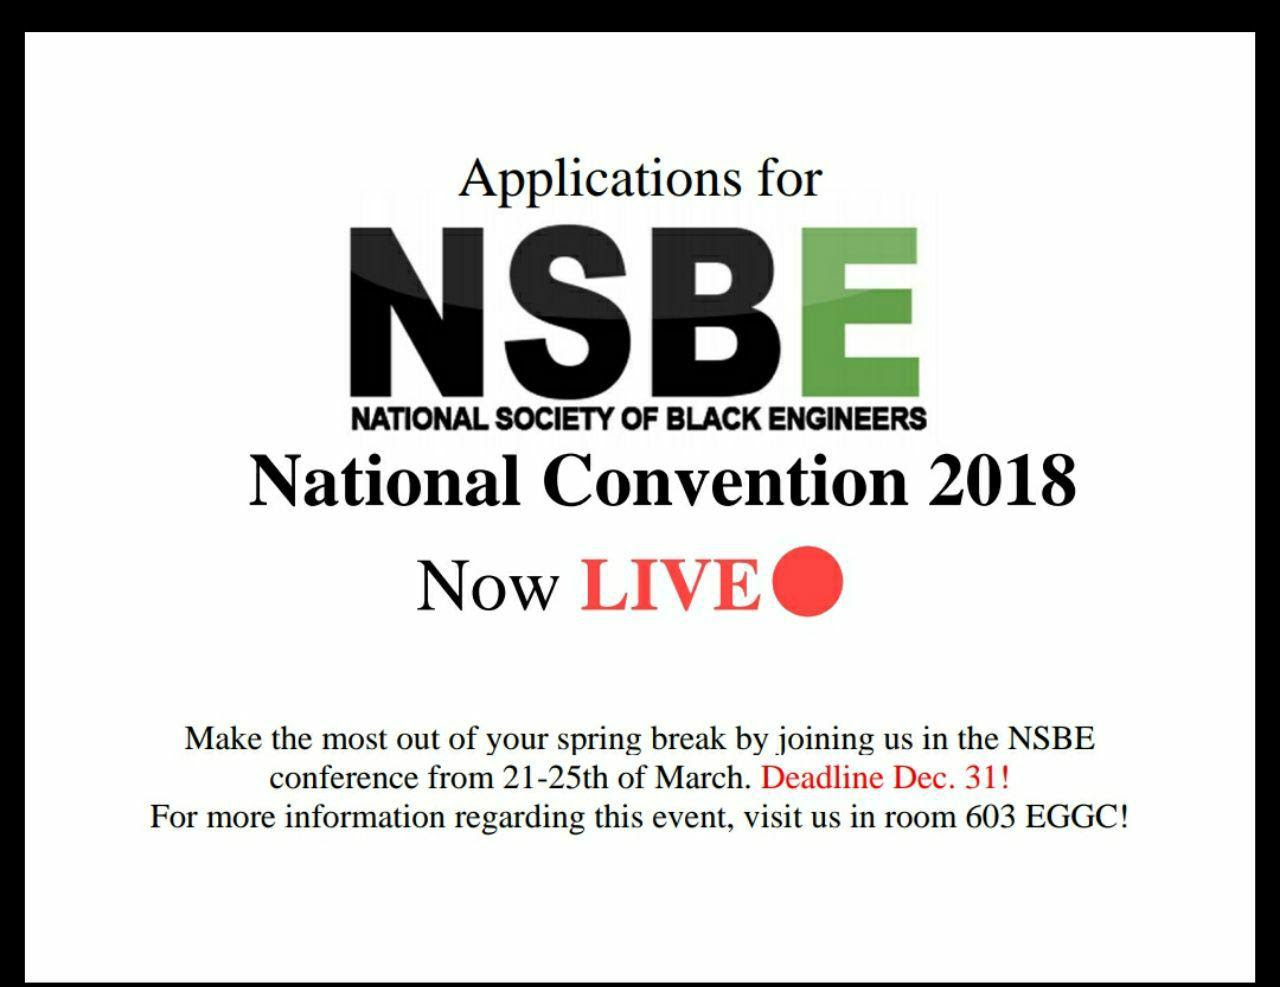 Applications for
NSBE
NATIONAL SOCIETY OF BLACK ENGINEERS
National Convention 2018
Now LIVE
Make the most out of your spring break by joining us in the NSBE
conference from 21-25th of March. Deadline Dec. 31!
For more information regarding this event, visit us in room 603 EGGC!